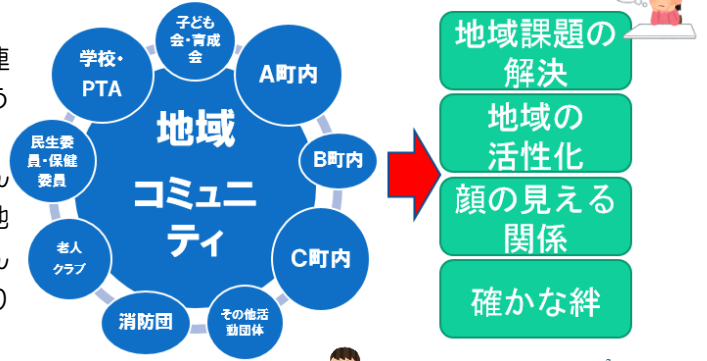 子ども
会・育成
会
学校・
PTA
A町内
民生委
員・保健
委員
B町内
地域
コミュニ
ティ
老人
クラブ
C町内
消防団
その他活
動団体
地域課題の
解決
地域の
活性化
顔の見える
関係
確かな絆